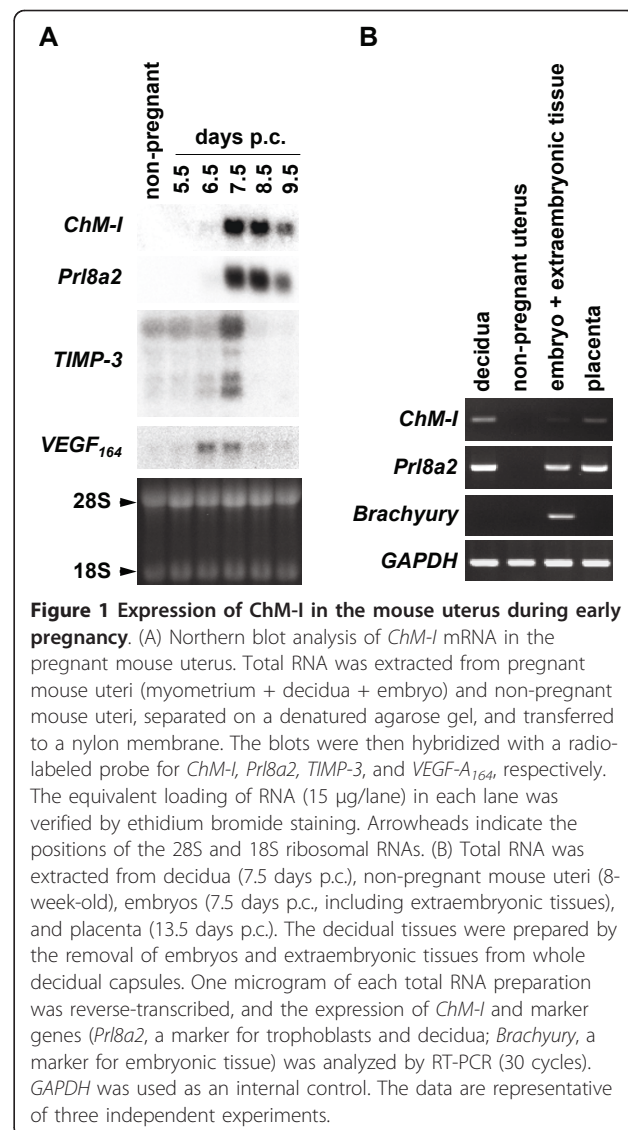 A
non-pregnant
days p.c.
5.5
6.5
7.5
8.5
9.5
ChM-I
Prl8a2
TIMP-3
VEGF164
28S
18S
B
decidua
non-pregnant uterus
embryo + extraembryonic tissue
placenta
ChM-I
Prl8a2
Brachyury
GAPDH
Figure 1 Expression of ChM-I in the mouse uterus during early
pregnancy. (A) Northern blot analysis of ChM-I mRNA in the
pregnant mouse uterus. Total RNA was extracted from pregnant
mouse uteri (myometrium + decidua + embryo) and non-pregnant
mouse uteri, separated on a denatured agarose gel, and transferred
to a nylon membrane. The blots were then hybridized with a radio-
labeled probe for ChM-I, Prl8a2, TIMP-3, and VEGF-A164, respectively.
The equivalent loading of RNA (15 μg/lane) in each lane was
verified by ethidium bromide staining. Arrowheads indicate the
positions of the 28S and 18S ribosomal RNAs. (B) Total RNA was
extracted from decidua (7.5 days p.c.), non-pregnant mouse uteri (8-
week-old), embryos (7.5 days p.c., including extraembryonic tissues),
and placenta (13.5 days p.c.). The decidual tissues were prepared by
the removal of embryos and extraembryonic tissues from whole
decidual capsules. One microgram of each total RNA preparation
was reverse-transcribed, and the expression of ChM-I and marker
genes (Prl8a2, a marker for trophoblasts and decidua; Brachyury, a
marker for embryonic tissue) was analyzed by RT-PCR (30 cycles).
GAPDH was used as an internal control. The data are representative
of three independent experiments.